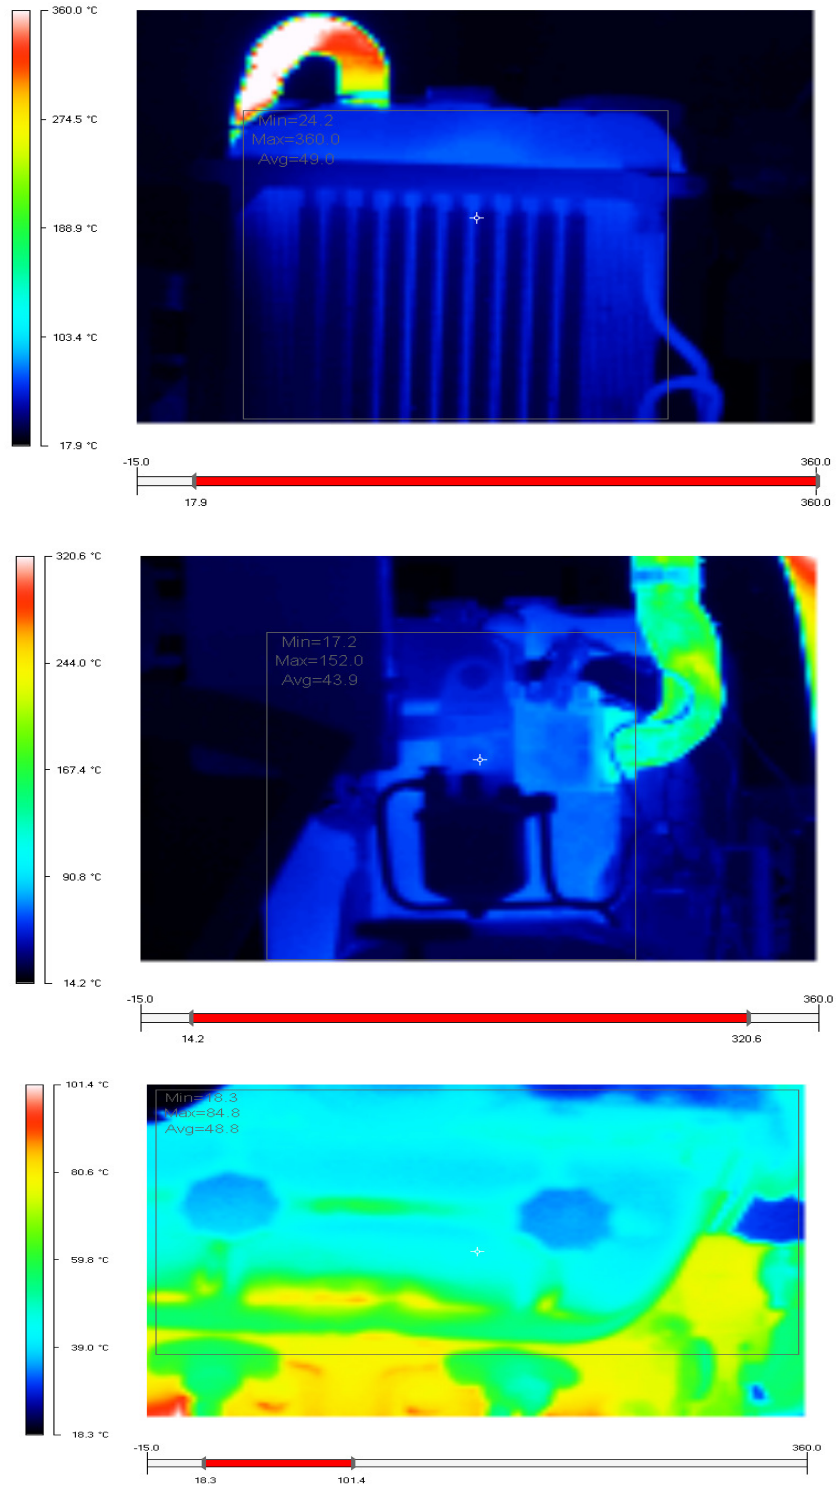 360.0 °C
274.5 °C
188.9 °C
103.4 °C
17.9 °C
Min=24.2
Max=360.0
Avg=49.0
-15.0
360.0
17.9
360.0
320.6 °C
244.0 °C
167.4 °C
90.8 °C
14.2 °C
Min=17.2
Max=152.0
Avg=43.9
-15.0
360.0
14.2
320.6
101.4 °C
80.6 °C
59.8 °C
39.0 °C
18.3 °C
Min=18.3
Max=84.8
Avg=48.8
-15.0
360.0
18.3
101.4